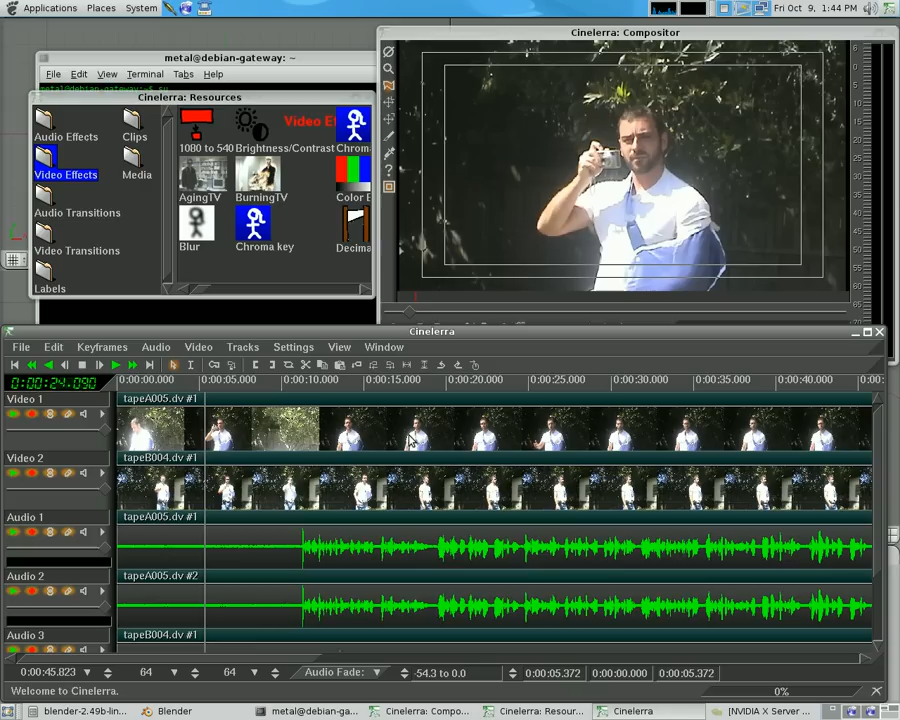 Applications Places System Fri Oct 9, 1:44 PM
Cinelerra: Compositor
metal@debian-gateway: ~
File Edit View Terminal Tabs Help
Cinelerra: Resources
Audio Effects Clips
Video Effects Media
Audio Transitions
Video Transitions
Labels
1080 to 540 Brightness/Contrast Video Ef Chroma
AgingTV BurningTV Color B
Blur Chroma key Decima
Cinelerra
File Edit Keyframes Audio Video Tracks Settings View Window
0:00:24.090 0:00:00.000 0:00:05.000 0:00:10.000 0:00:15.000 0:00:20.000 0:00:25.000 0:00:30.000 0:00:35.000 0:00:40.000 0:00:
Video 1 tapeA005.dv #1
Video 2 tapeB004.dv #1
Audio 1 tapeA005.dv #1
Audio 2 tapeA005.dv #2
Audio 3 tapeB004.dv #1
0:00:45.823 64 64 Audio Fade: -54.3 to 0.0 0:00:05.372 0:00:00.000 0:00:05.372
Welcome to Cinelerra. 0%
blender-2.49b-lin... Blender metal@debian-ga... Cinelerra: Compo... Cinelerra: Resour... Cinelerra [NVIDIA X Server ...